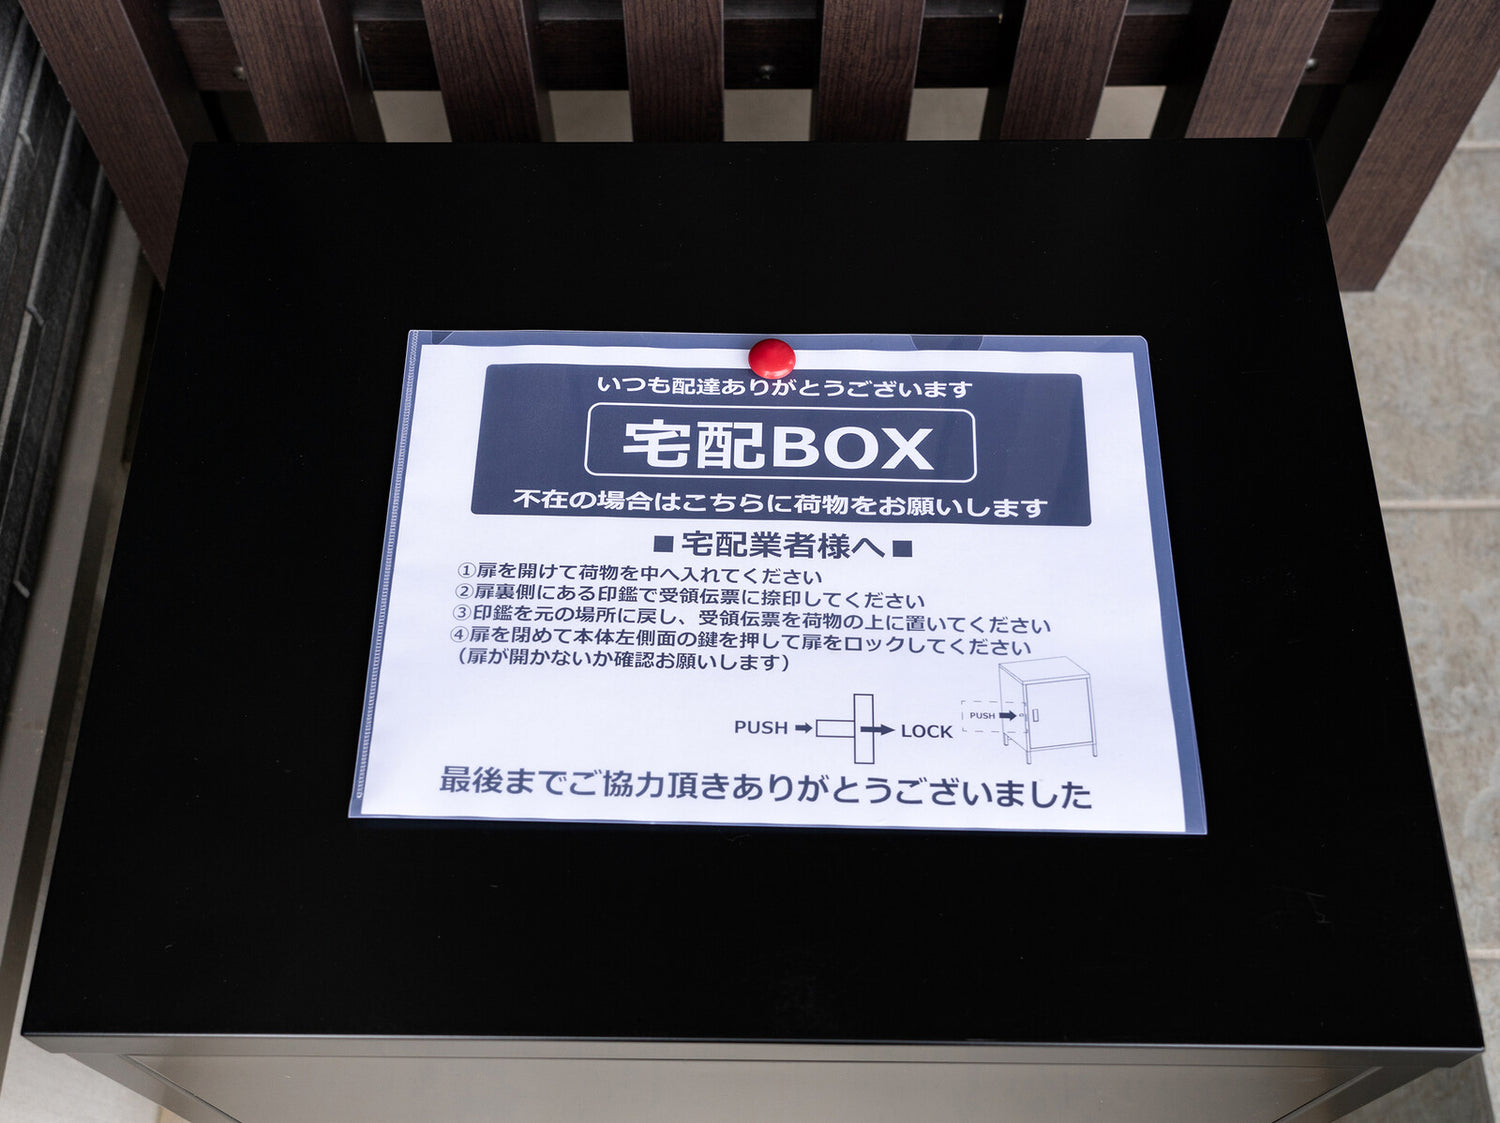 いつも配達ありがとうございます
宅配BOX
不在の場合はこちらに荷物をお願いします
■宅配業者様へ■
①扉を開けて荷物を中へ入れてください
②扉裏側にある印鑑で受領伝票に捺印してください
③印鑑を元の場所に戻し、受領伝票を荷物の上に置いてください
④扉を閉めて本体左側面の鍵を押して扉をロックしてください
（扉が開かないか確認お願いします）
PUSH
LOCK
PUSH
最後までご協力頂きありがとうございました